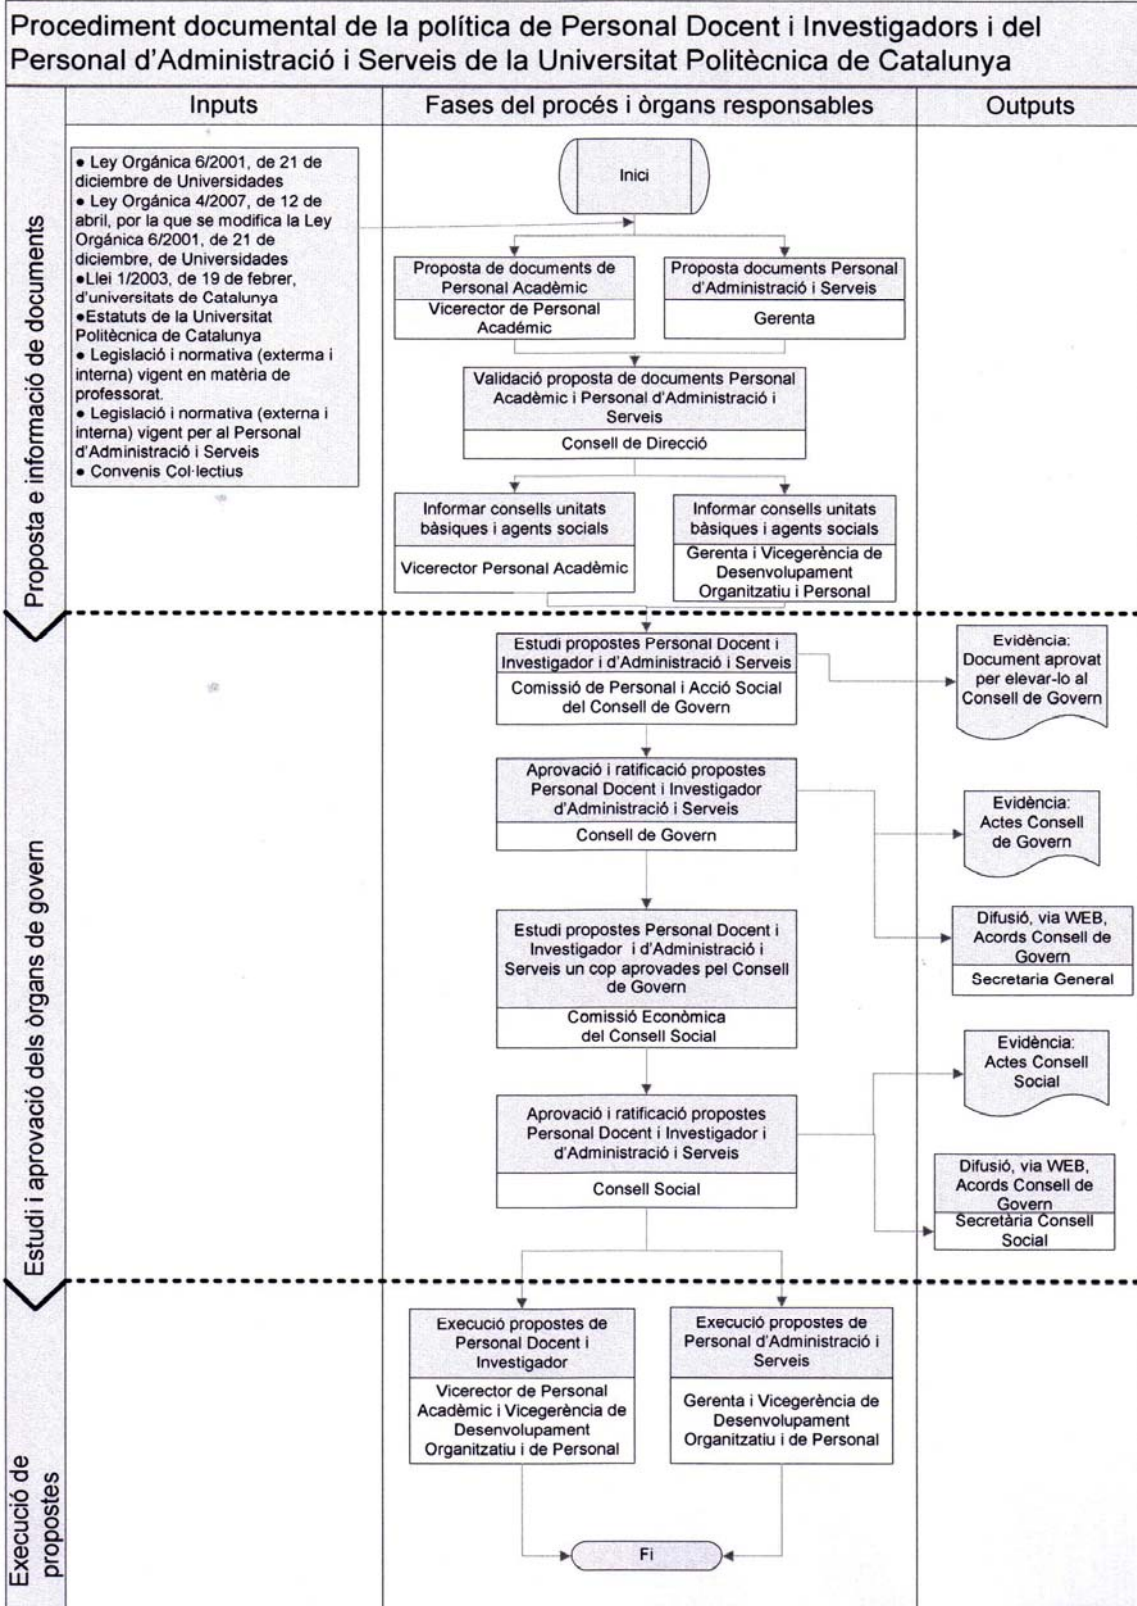 Procediment documental de la política de Personal Docent i Investigadors i del
Personal d'Administració i Serveis de la Universitat Politècnica de Catalunya
Inputs
Fases del procés i òrgans responsables
Outputs
Proposta e informació de documents
• Ley Orgánica 6/2001, de 21 de
diciembre de Universidades
• Ley Orgánica 4/2007, de 12 de
abril, por la que se modifica la Ley
Orgánica 6/2001, de 21 de
diciembre, de Universidades
•Llei 1/2003, de 19 de febrer,
d'universitats de Catalunya
•Estatuts de la Universitat
Politècnica de Catalunya
• Legislació i normativa (exterma i
interna) vigent en matèria de
professorat.
• Legislació i normativa (externa i
interna) vigent per al Personal
d'Administració i Serveis
• Convenis Col·lectius
Inici
Proposta de documents de
Personal Acadèmic
Vicerector de Personal
Académic
Proposta documents Personal
d'Administració i Serveis
Gerenta
Validació proposta de documents Personal
Acadèmic i Personal d'Administració i
Serveis
Consell de Direcció
Informar consells unitats
bàsiques i agents socials
Vicerector Personal Acadèmic
Informar consells unitats
bàsiques i agents socials
Gerenta i Vicegerència de
Desenvolupament
Organitzatiu i Personal
Estudi i aprovació dels òrgans de govern
Estudi propostes Personal Docent i
Investigador i d'Administració i Serveis
Comissió de Personal i Acció Social
del Consell de Govern
Evidència:
Document aprovat
per elevar-lo al
Consell de Govern
Aprovació i ratificació propostes
Personal Docent i Investigador
d'Administració i Serveis
Consell de Govern
Evidència:
Actes Consell
de Govern
Difusió, via WEB,
Acords Consell de
Govern
Secretaria General
Estudi propostes Personal Docent i
Investigador i d'Administració i
Serveis un cop aprovades pel Consell
de Govern
Comissió Econòmica
del Consell Social
Evidència:
Actes Consell
Social
Aprovació i ratificació propostes
Personal Docent i Investigador i
d'Administració i Serveis
Consell Social
Difusió, via WEB,
Acords Consell de
Govern
Secretària Consell
Social
Execució de
propostes
Execució propostes de
Personal Docent i
Investigador
Vicerector de Personal
Acadèmic i Vicegerència de
Desenvolupament
Organitzatiu i de Personal
Execució propostes de
Personal d'Administració i
Serveis
Gerenta i Vicegerència de
Desenvolupament
Organitzatiu i de Personal
Fi